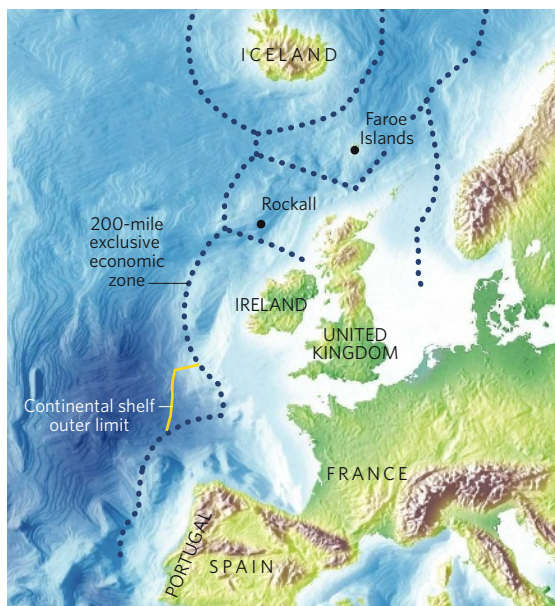 ICELAND
Faroe
Islands
Rockall
200-mile
exclusive
economic
zone
IRELAND
UNITED
KINGDOM
Continental shelf
outer limit
FRANCE
PORTUGAL
SPAIN